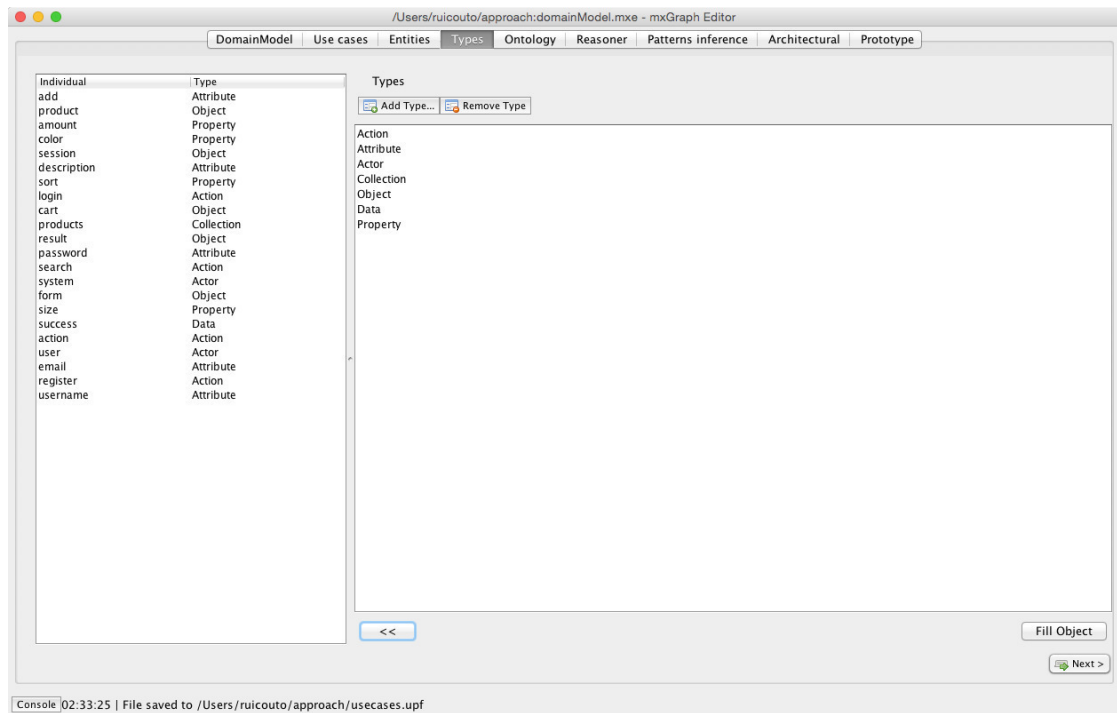 /Users/ruicouto/approach:domainModel.mxe - mxGraph Editor
DomainModel Use cases Entities Types Ontology Reasoner Patterns inference Architectural Prototype
Individual Type
add Attribute
product Object
amount Property
color Property
session Object
description Attribute
sort Property
login Action
cart Object
products Collection
result Object
password Attribute
search Action
system Actor
form Object
size Property
success Data
action Action
user Actor
email Attribute
register Action
username Attribute
Types
Add Type... Remove Type
Action
Attribute
Actor
Collection
Object
Data
Property
<< Fill Object
Next >
Console 02:33:25 | File saved to /Users/ruicouto/approach/usecases.upf